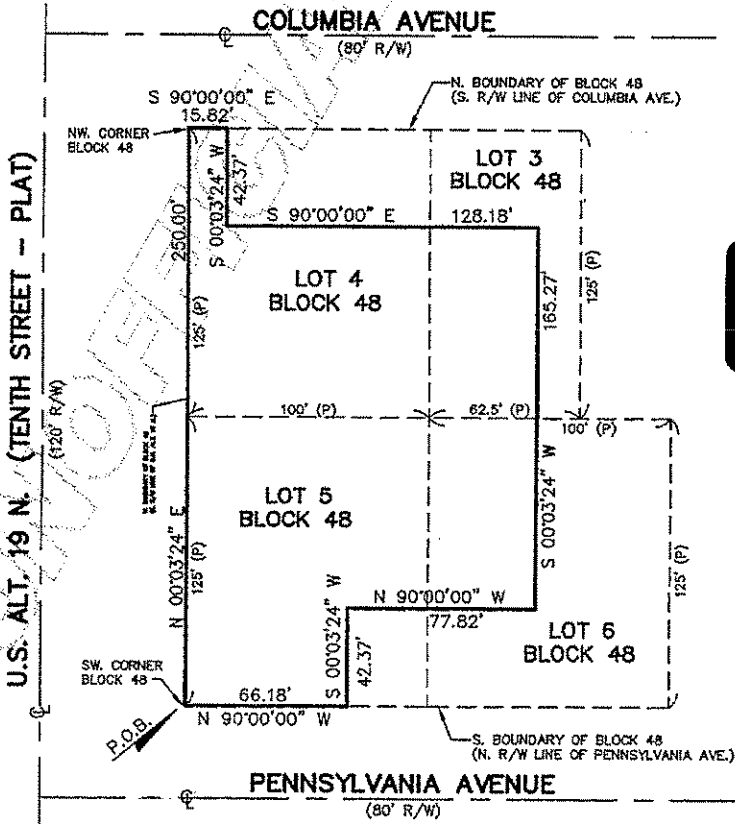 COLUMBIA AVENUE
(80' R/W)
N. BOUNDARY OF BLOCK 48
(S. R/W LINE OF COLUMBIA AVE.)
S 90°00'00" E
15.82'
NW. CORNER
BLOCK 48
LOT 3
BLOCK 48
S 00°03'24" W
42.37'
250.00'
S 90°00'00" E
128.18'
LOT 4
BLOCK 48
125' (P)
165.27'
125' (P)
U.S. ALT. 19 N. (TENTH STREET – PLAT)
(120' R/W)
100' (P)
62.5' (P)
100' (P)
LOT 5
BLOCK 48
N 00°03'24" E
125' (P)
S 00°03'24" W
N 90°00'00" W
77.82'
S 00°03'24" W
42.37'
125' (P)
LOT 6
BLOCK 48
SW. CORNER
BLOCK 48
66.18'
N 90°00'00" W
P.O.B.
S. BOUNDARY OF BLOCK 48
(N. R/W LINE OF PENNSYLVANIA AVE.)
PENNSYLVANIA AVENUE
(80' R/W)